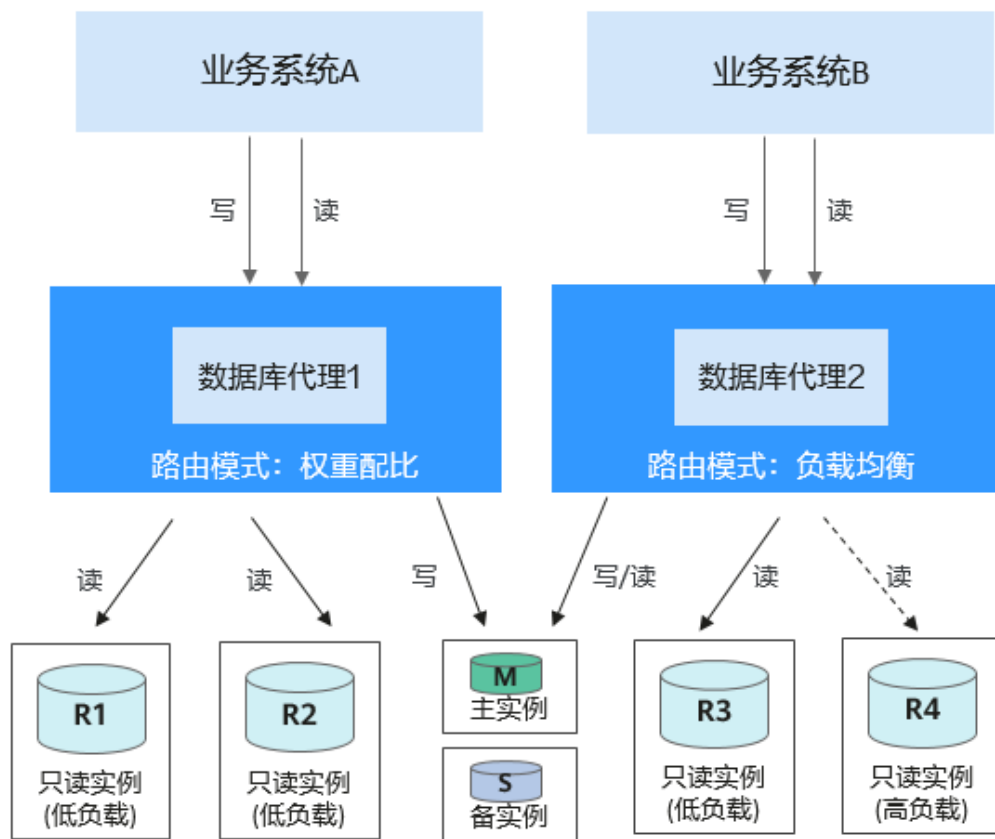 业务系统A
业务系统B
写
读
写
读
数据库代理1
数据库代理2
路由模式：权重配比
路由模式：负载均衡
读
读
写
写/读
读
读
R1
R2
M
主实例
R3
R4
只读实例
(低负载)
只读实例
(低负载)
S
备实例
只读实例
(低负载)
只读实例
(高负载)